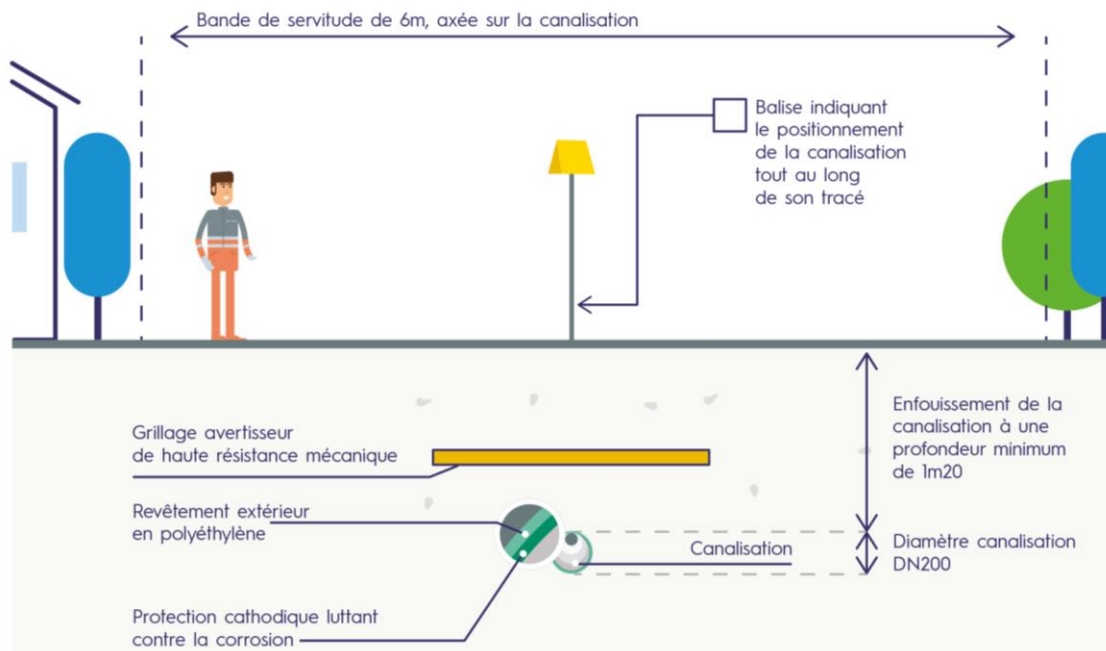 Bande de servitude de 6m, axée sur la canalisation
Balise indiquant
le positionnement
de la canalisation
tout au long
de son tracé
Grillage avertisseur
de haute résistance mécanique
Enfouissement de la
canalisation à une
profondeur minimum
de 1m20
Revêtement extérieur
en polyéthylène
Canalisation
Diamètre canalisation
DN200
Protection cathodique luttant
contre la corrosion